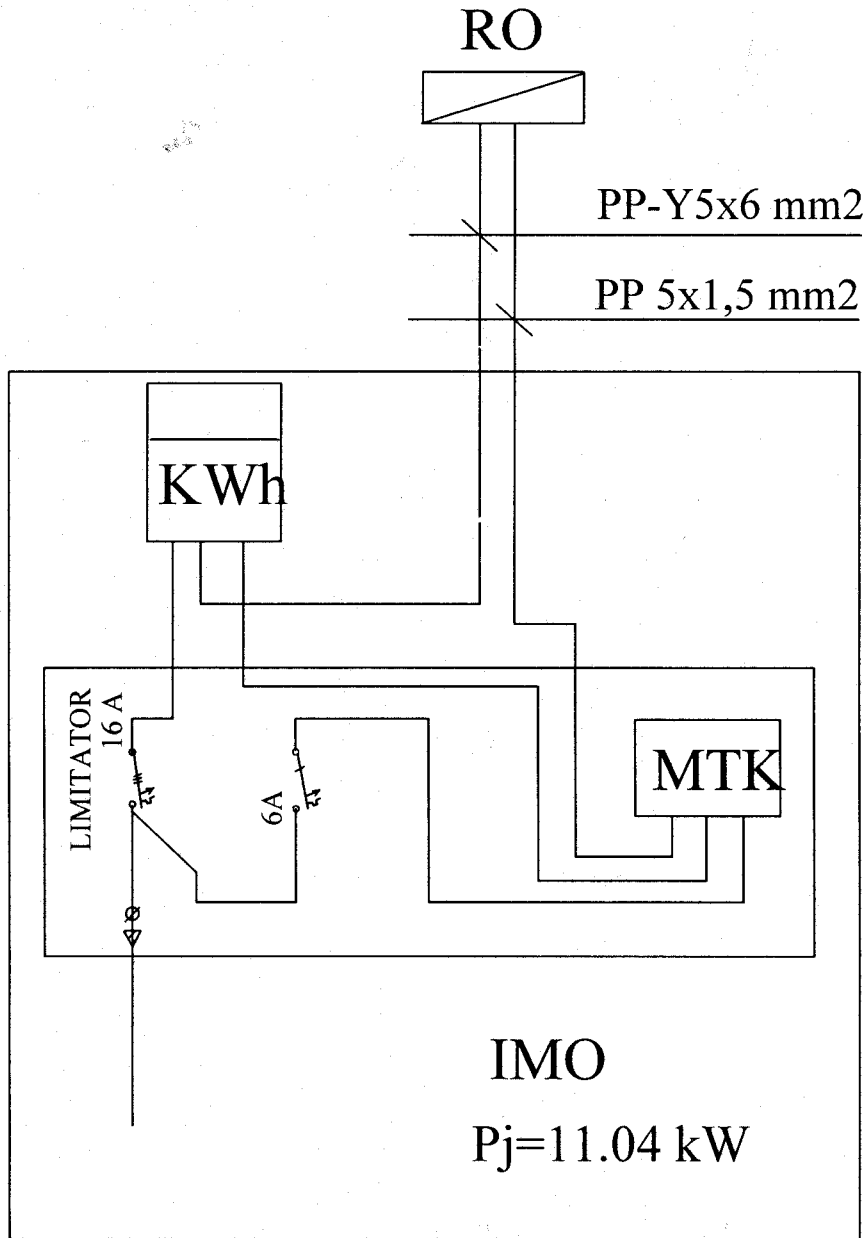 RO
PP-Y5x6 mm2
PP 5x1,5 mm2
KWh
LIMITATOR
16 A
6A
MTK
IMO
Pj=11.04 kW